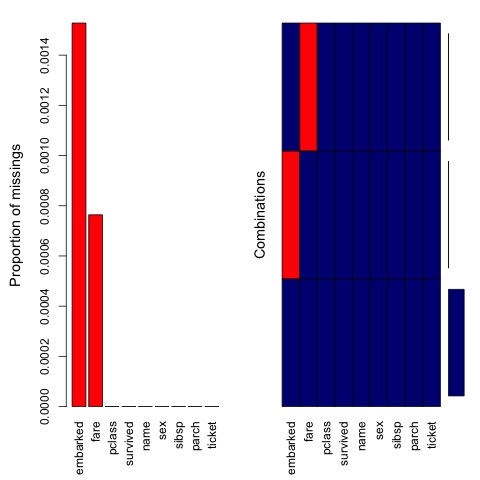 Proportion of missings
0.0014
0.0012
0.0010
0.0008
0.0006
0.0004
0.0002
0.0000
embarked
fare
pclass
survived
name
sex
sibsp
parch
ticket
Combinations
embarked
fare
pclass
survived
name
sex
sibsp
parch
ticket